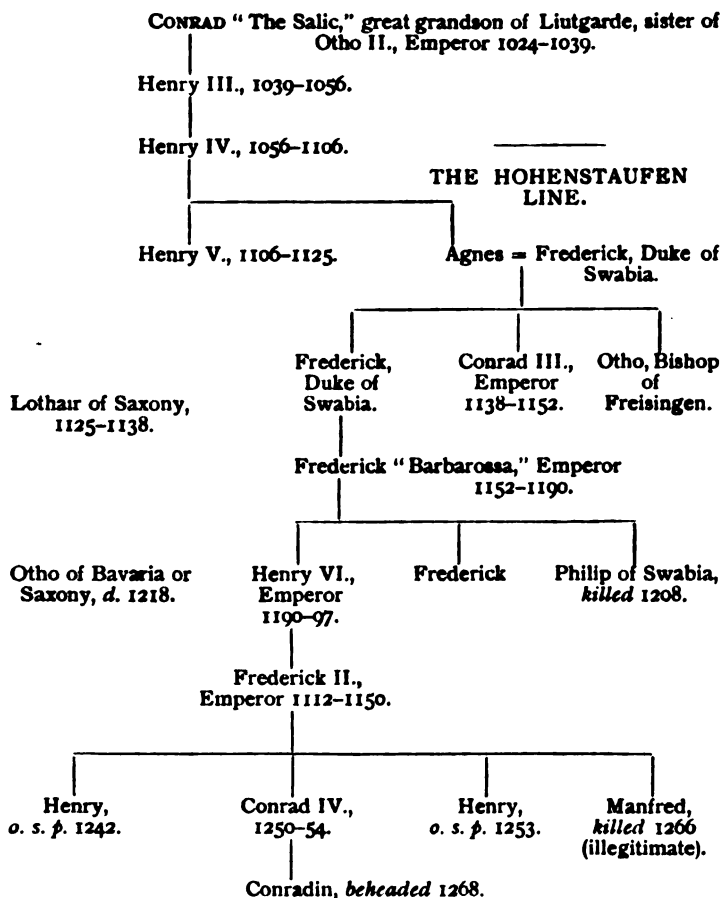 CONRAD "The Salic," great grandson of Liutgarde, sister of
Otho II., Emperor 1024–1039.
Henry III., 1039–1056.
Henry IV., 1056–1106.
THE HOHENSTAUFEN
LINE.
Henry V., 1106–1125.
Agnes = Frederick, Duke of
Swabia.
Frederick,
Duke of
Swabia.
Conrad III.,
Emperor
1138–1152.
Otho, Bishop
of
Freisingen.
Lothair of Saxony,
1125–1138.
Frederick "Barbarossa," Emperor
1152–1190.
Otho of Bavaria or
Saxony, d. 1218.
Henry VI.,
Emperor
1190–97.
Frederick
Philip of Swabia,
killed 1208.
Frederick II.,
Emperor 1112–1150.
Henry,
o. s. p. 1242.
Conrad IV.,
1250–54.
Henry,
o. s. p. 1253.
Manfred,
killed 1266
(illegitimate).
Conradin, beheaded 1268.